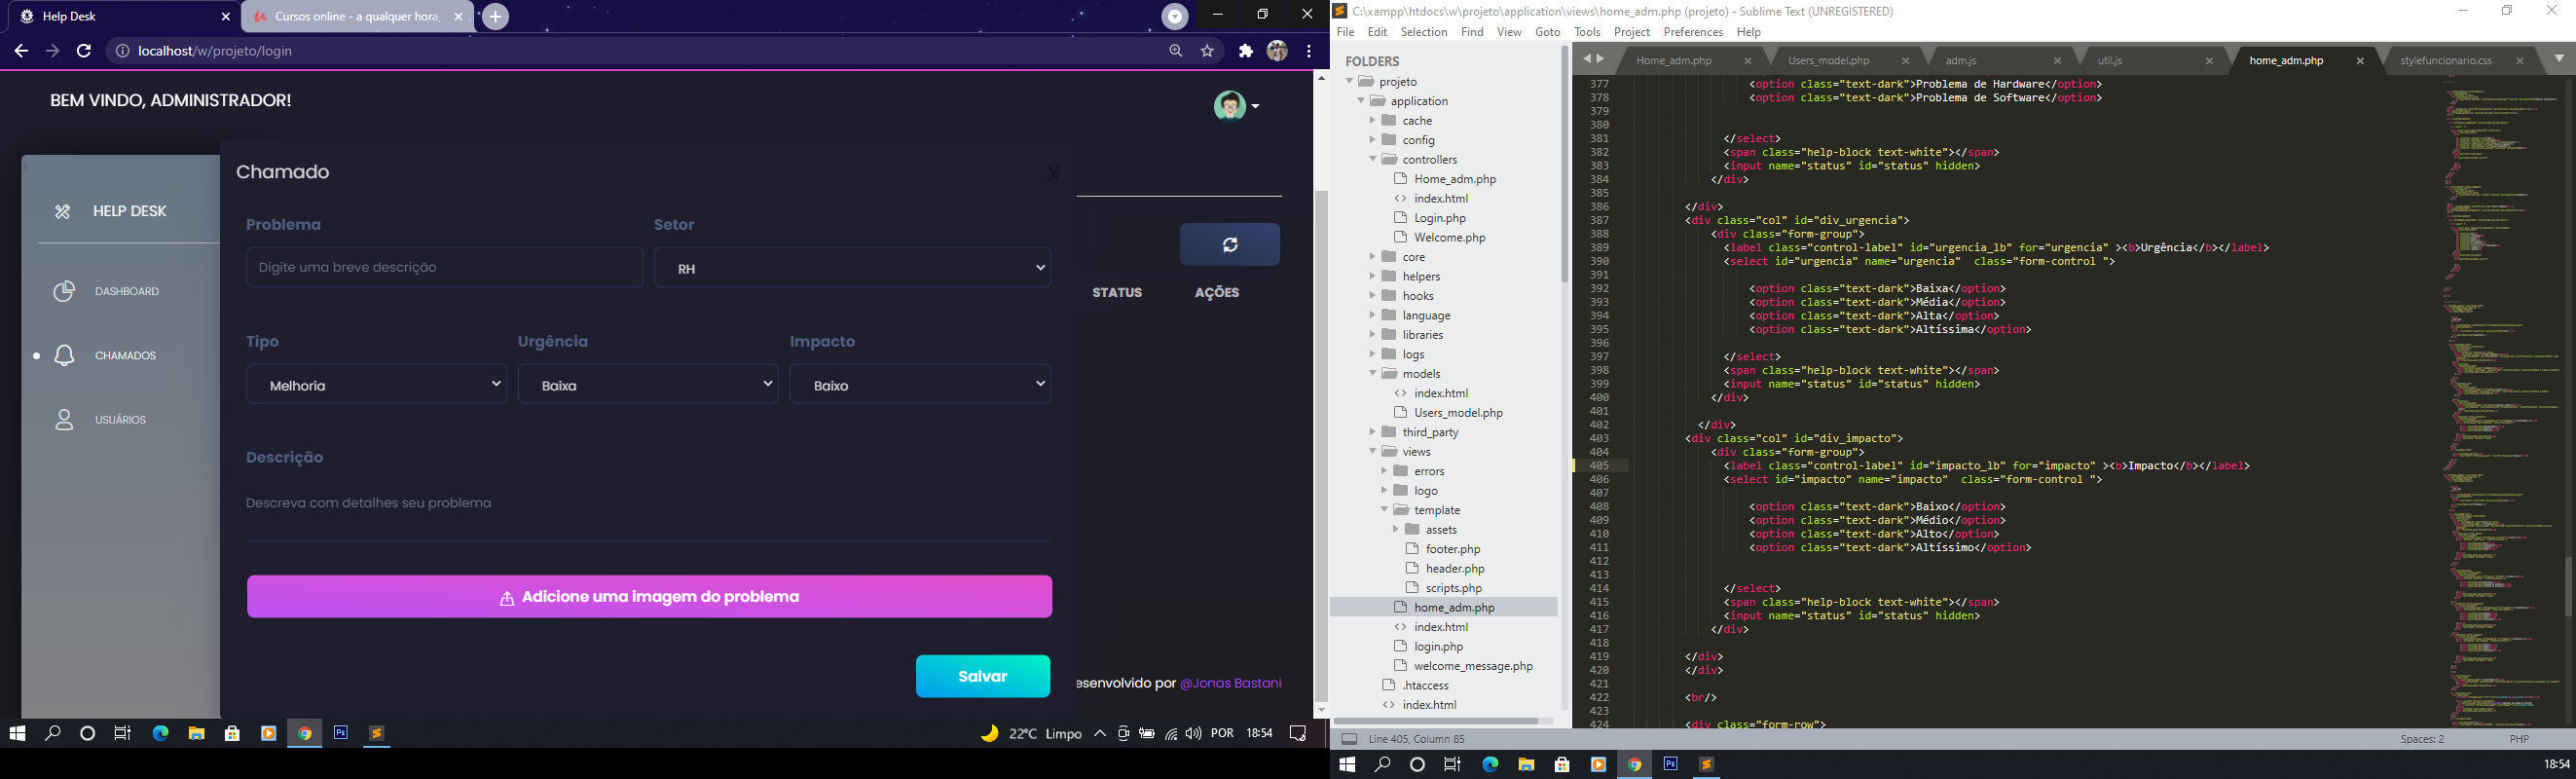 Help Desk
Cursos online - a qualquer hora,
localhost/w/projeto/login
BEM VINDO, ADMINISTRADOR!
HELP DESK
DASHBOARD
CHAMADOS
USUÁRIOS
Chamado
X
Problema
Setor
Digite uma breve descrição
RH
STATUS
AÇÕES
Tipo
Urgência
Impacto
Melhoria
Baixa
Baixo
Descrição
Descreva com detalhes seu problema
Adicione uma imagem do problema
Salvar
esenvolvido por @Jonas Bastani
22°C Limpo
POR
18:54
C:\xampp\htdocs\w\projeto\application\views\home_adm.php (projeto) - Sublime Text (UNREGISTERED)
File Edit Selection Find View Goto Tools Project Preferences Help
FOLDERS
projeto
application
cache
config
controllers
Home_adm.php
index.html
Login.php
Welcome.php
core
helpers
hooks
language
libraries
logs
models
index.html
Users_model.php
third_party
views
errors
logo
template
assets
footer.php
header.php
scripts.php
home_adm.php
index.html
login.php
welcome_message.php
.htaccess
index.html
Home_adm.php
Users_model.php
adm.js
util.js
home_adm.php
stylefuncionario.css
377 <option class="text-dark">Problema de Hardware</option>
378 <option class="text-dark">Problema de Software</option>
379
380
381 </select>
382 <span class="help-block text-white"></span>
383 <input name="status" id="status" hidden>
384 </div>
385
386 </div>
387 <div class="col" id="div_urgencia">
388 <div class="form-group">
389 <label class="control-label" id="urgencia_lb" for="urgencia" ><b>Urgência</b></label>
390 <select id="urgencia" name="urgencia"  class="form-control ">
391
392 <option class="text-dark">Baixa</option>
393 <option class="text-dark">Média</option>
394 <option class="text-dark">Alta</option>
395 <option class="text-dark">Altíssima</option>
396
397 </select>
398 <span class="help-block text-white"></span>
399 <input name="status" id="status" hidden>
400 </div>
401
402 </div>
403 <div class="col" id="div_impacto">
404 <div class="form-group">
405 <label class="control-label" id="impacto_lb" for="impacto" ><b>Impacto</b></label>
406 <select id="impacto" name="impacto"  class="form-control ">
407
408 <option class="text-dark">Baixo</option>
409 <option class="text-dark">Médio</option>
410 <option class="text-dark">Alto</option>
411 <option class="text-dark">Altíssimo</option>
412
413
414 </select>
415 <span class="help-block text-white"></span>
416 <input name="status" id="status" hidden>
417 </div>
418
419 </div>
420 </div>
421
422 <br/>
423
424 <div class="form-row">
Line 405, Column 85
Spaces: 2
PHP
18:54